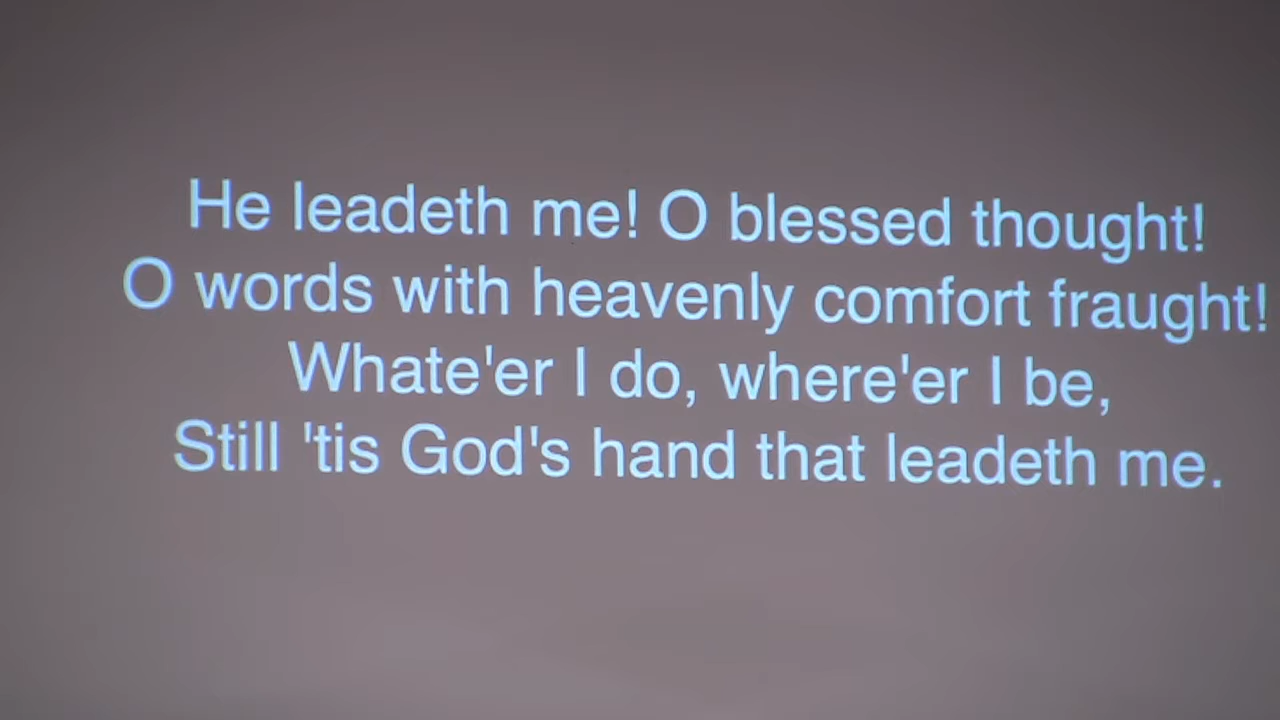 He leadeth me! O blessed thought!
O words with heavenly comfort fraught!
Whate'er I do, where'er I be,
Still 'tis God's hand that leadeth me.